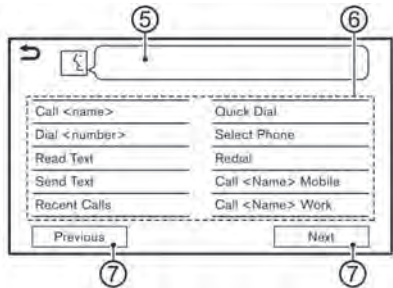 ⑤ ⑥
Call <name> Quick Dial
Dial <number> Select Phone
Read Text Redial
Send Text Call <Name> Mobile
Recent Calls Call <Name> Work
Previous Next
⑦ ⑦